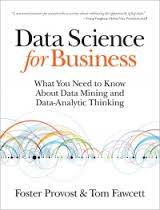 Data Science
for Business
What You Need to Know
About Data Mining and
Data-Analytic Thinking
Foster Provost & Tom Fawcett